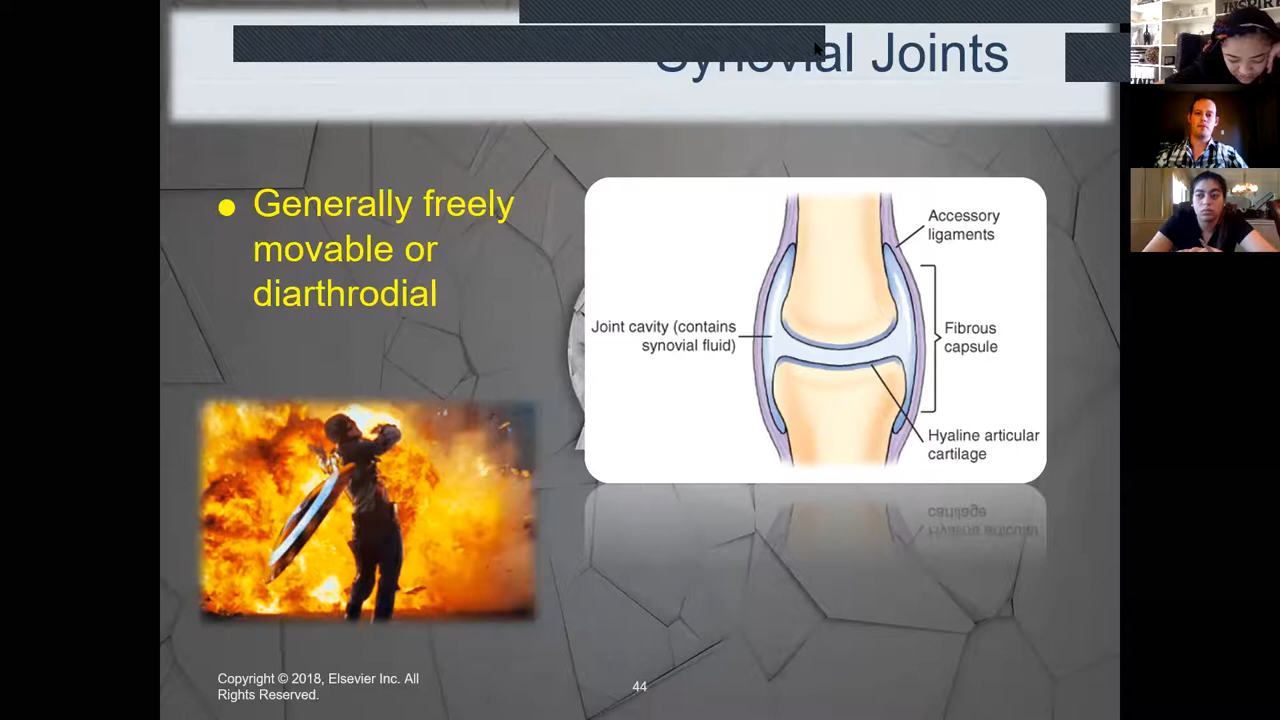 Synovial Joints
Generally freely
movable or
diarthrodial
Accessory
ligaments
Joint cavity (contains
synovial fluid)
Fibrous
capsule
Hyaline articular
cartilage
Copyright © 2018, Elsevier Inc. All
Rights Reserved.
44